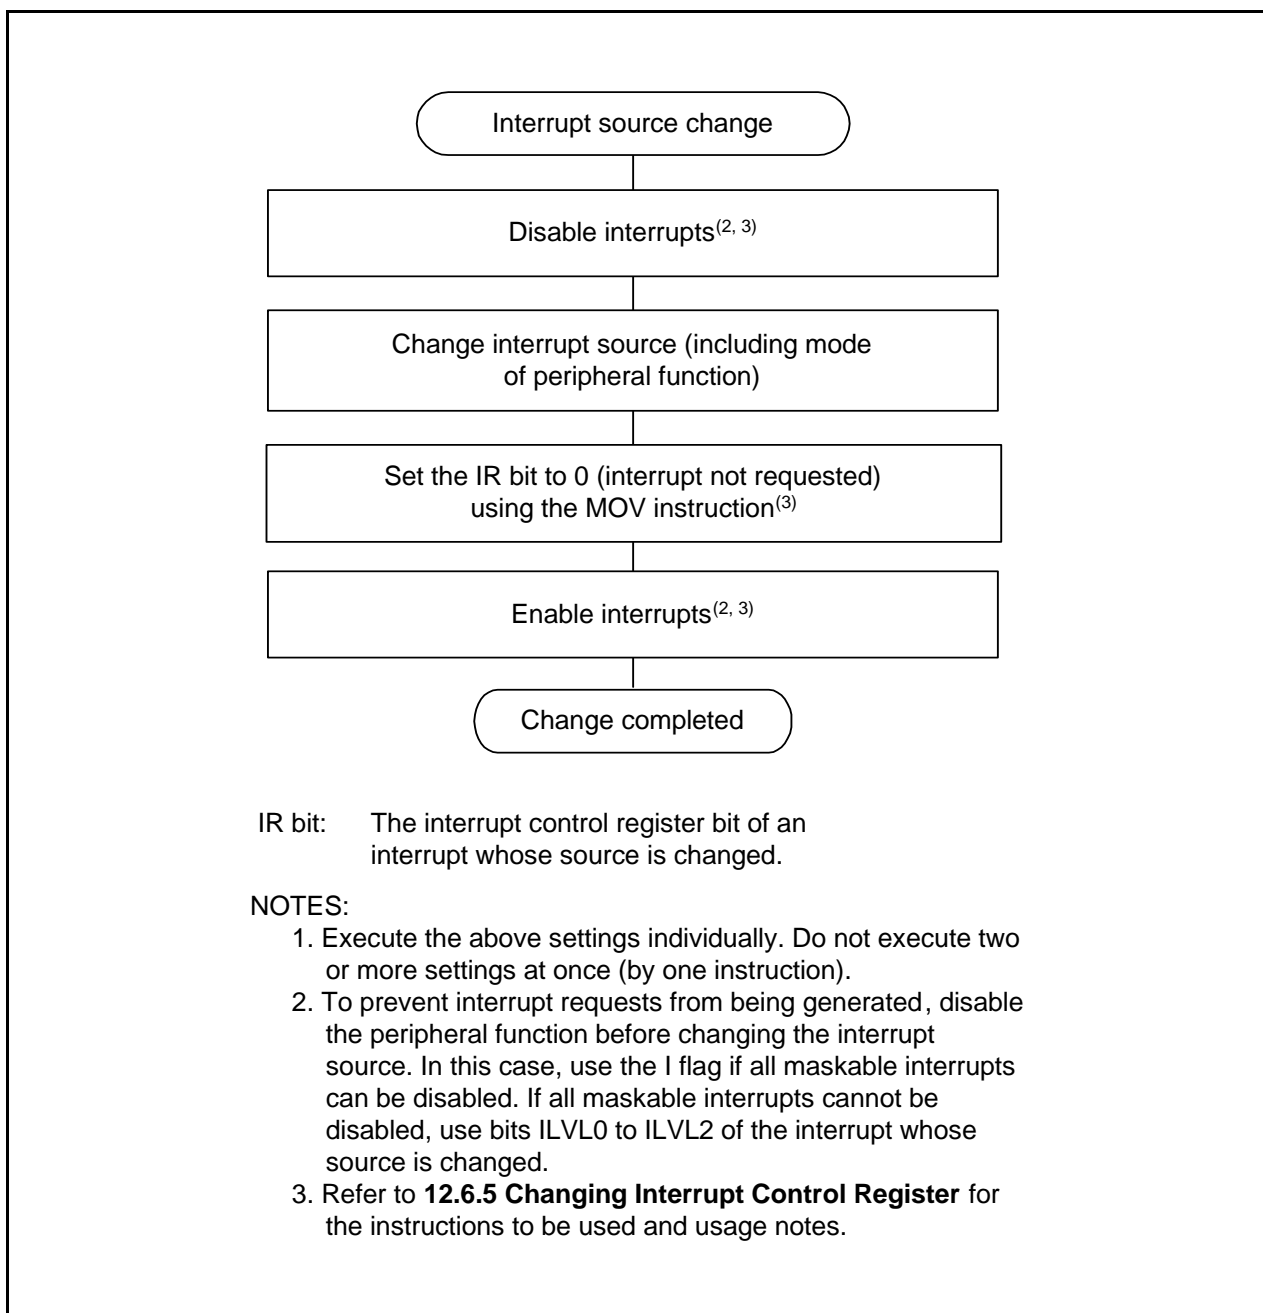 Interrupt source change
Disable interrupts(2, 3)
Change interrupt source (including mode
of peripheral function)
Set the IR bit to 0 (interrupt not requested)
using the MOV instruction(3)
Enable interrupts(2, 3)
Change completed
IR bit: The interrupt control register bit of an
interrupt whose source is changed.
NOTES:
1. Execute the above settings individually. Do not execute two
or more settings at once (by one instruction).
2. To prevent interrupt requests from being generated, disable
the peripheral function before changing the interrupt
source. In this case, use the I flag if all maskable interrupts
can be disabled. If all maskable interrupts cannot be
disabled, use bits ILVL0 to ILVL2 of the interrupt whose
source is changed.
3. Refer to 12.6.5 Changing Interrupt Control Register for
the instructions to be used and usage notes.